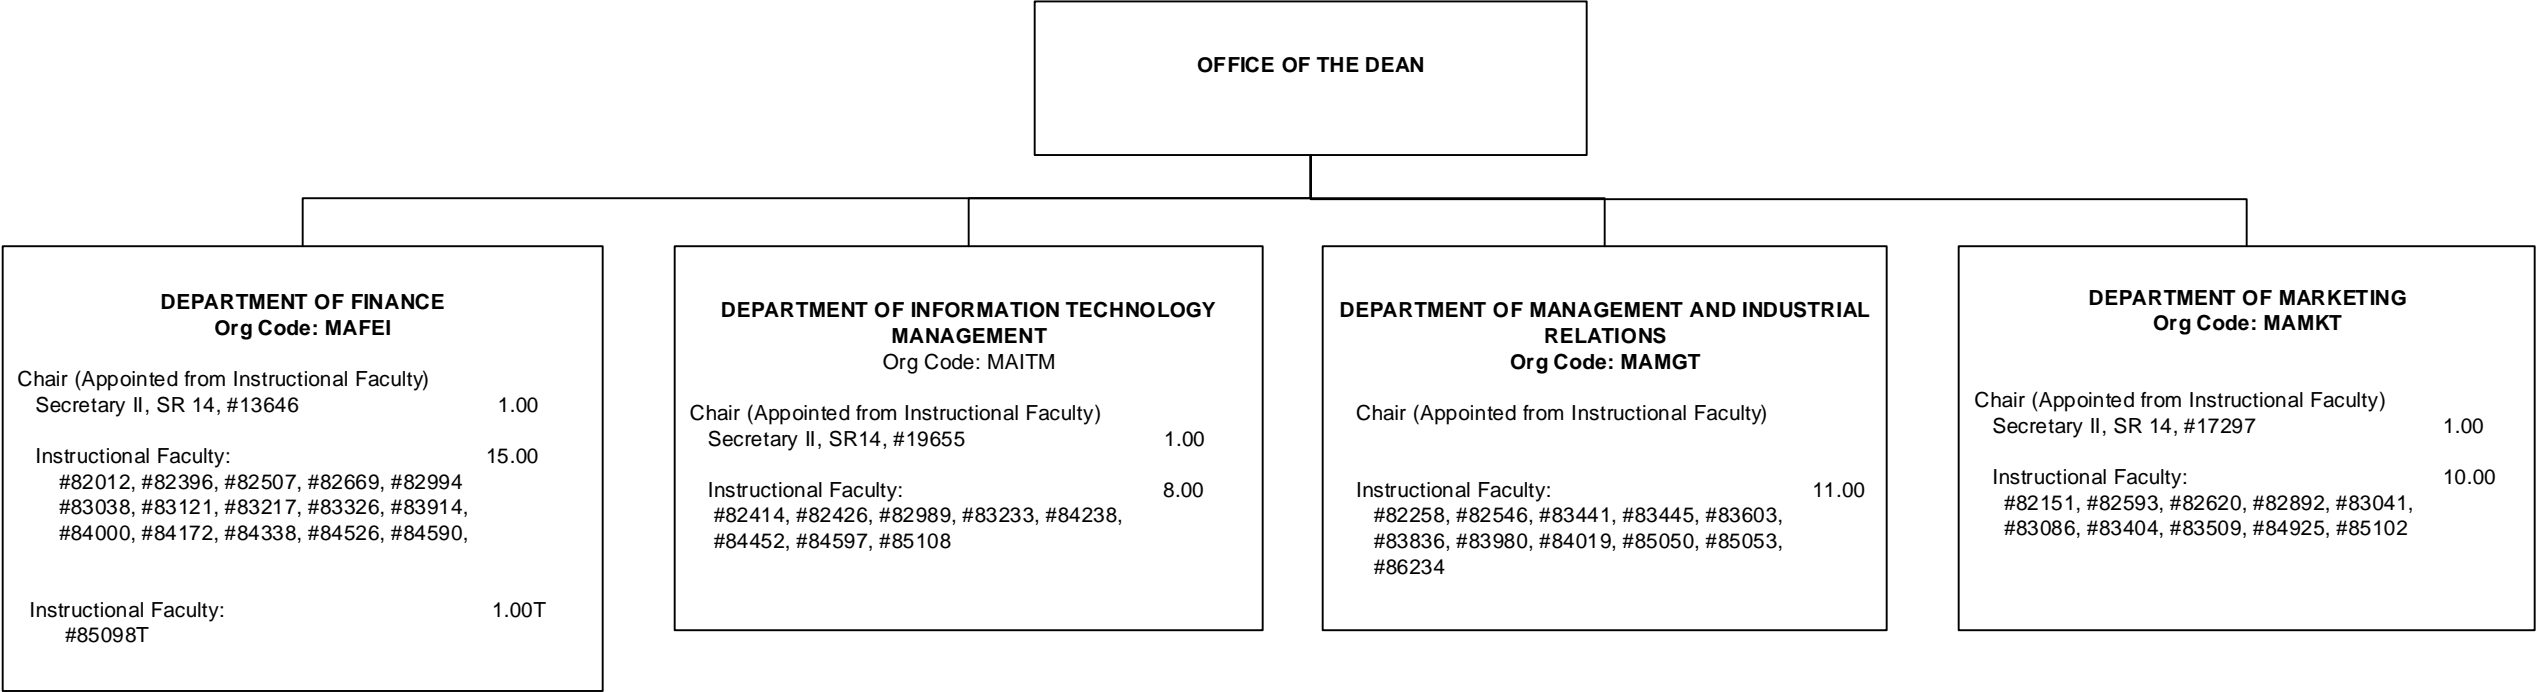 OFFICE OF THE DEAN
DEPARTMENT OF FINANCE
Org Code: MAFEI
Chair (Appointed from Instructional Faculty)
Secretary II, SR 14, #13646 1.00
Instructional Faculty: 15.00
#82012, #82396, #82507, #82669, #82994
#83038, #83121, #83217, #83326, #83914,
#84000, #84172, #84338, #84526, #84590,
Instructional Faculty: 1.00T
#85098T
DEPARTMENT OF INFORMATION TECHNOLOGY
MANAGEMENT
Org Code: MAITM
Chair (Appointed from Instructional Faculty)
Secretary II, SR14, #19655 1.00
Instructional Faculty: 8.00
#82414, #82426, #82989, #83233, #84238,
#84452, #84597, #85108
DEPARTMENT OF MANAGEMENT AND INDUSTRIAL
RELATIONS
Org Code: MAMGT
Chair (Appointed from Instructional Faculty)
Instructional Faculty: 11.00
#82258, #82546, #83441, #83445, #83603,
#83836, #83980, #84019, #85050, #85053,
#86234
DEPARTMENT OF MARKETING
Org Code: MAMKT
Chair (Appointed from Instructional Faculty)
Secretary II, SR 14, #17297 1.00
Instructional Faculty: 10.00
#82151, #82593, #82620, #82892, #83041,
#83086, #83404, #83509, #84925, #85102